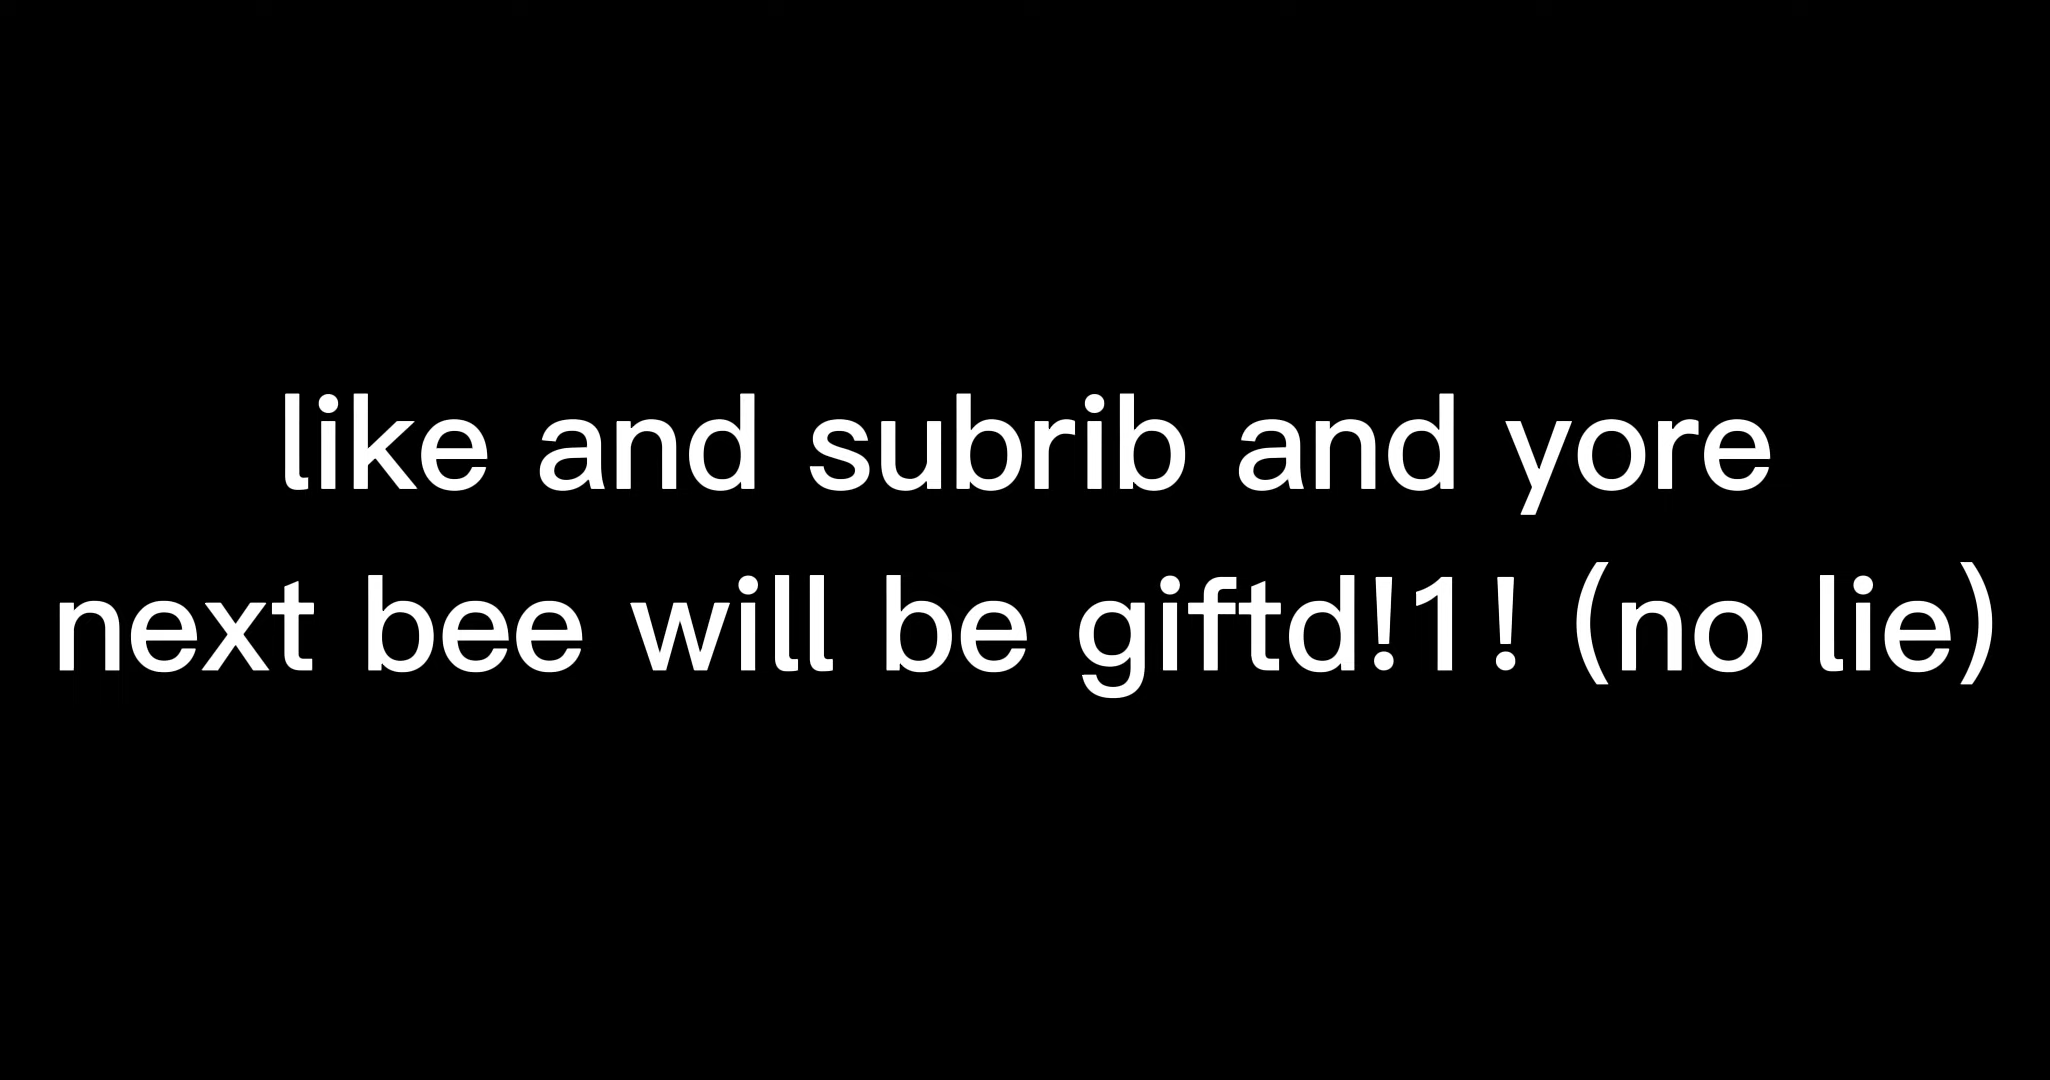 like and subrib and yore
next bee will be giftd!1! (no lie)